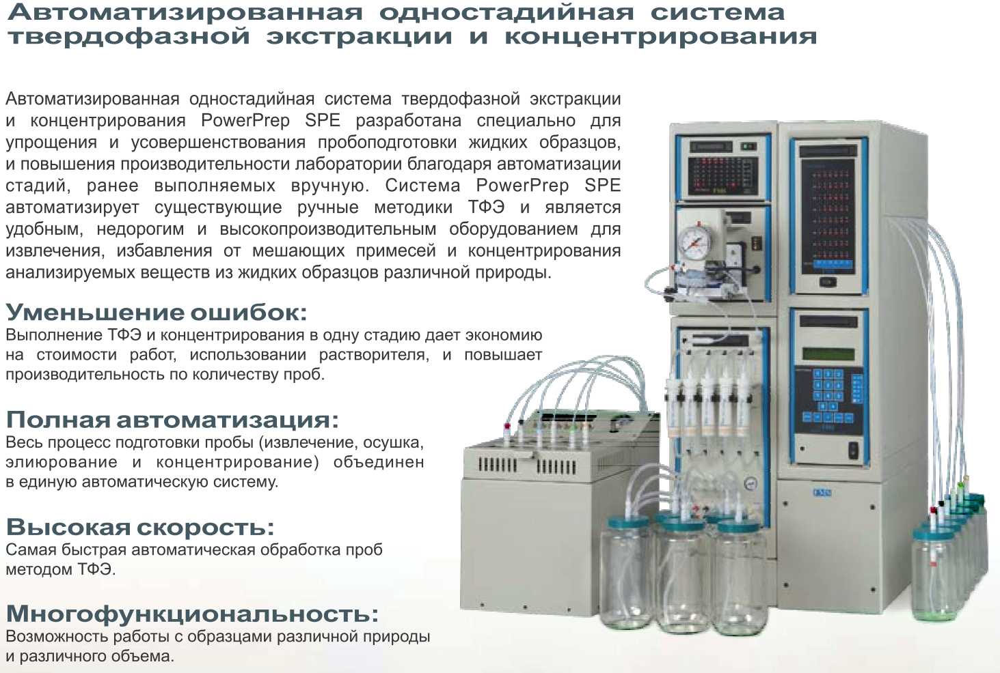 Автоматизированная одностадийная система
твердофазной экстракции и концентрирования
Автоматизированная одностадийная система твердофазной экстракции
и концентрирования PowerPrep SPE разработана специально для
упрощения и усовершенствования пробоподготовки жидких образцов,
и повышения производительности лаборатории благодаря автоматизации
стадий, ранее выполняемых вручную. Система PowerPrep SPE
автоматизирует существующие ручные методики ТФЭ и является
удобным, недорогим и высокопроизводительным оборудованием для
извлечения, избавления от мешающих примесей и концентрирования
анализируемых веществ из жидких образцов различной природы.
Уменьшение ошибок:
Выполнение ТФЭ и концентрирования в одну стадию дает экономию
на стоимости работ, использовании растворителя, и повышает
производительность по количеству проб.
Полная автоматизация:
Весь процесс подготовки пробы (извлечение, осушка,
элиюрование и концентрирование) объединен
в единую автоматическую систему.
Высокая скорость:
Самая быстрая автоматическая обработка проб
методом ТФЭ.
Многофункциональность:
Возможность работы с образцами различной природы
и различного объема.
FMS
FMS